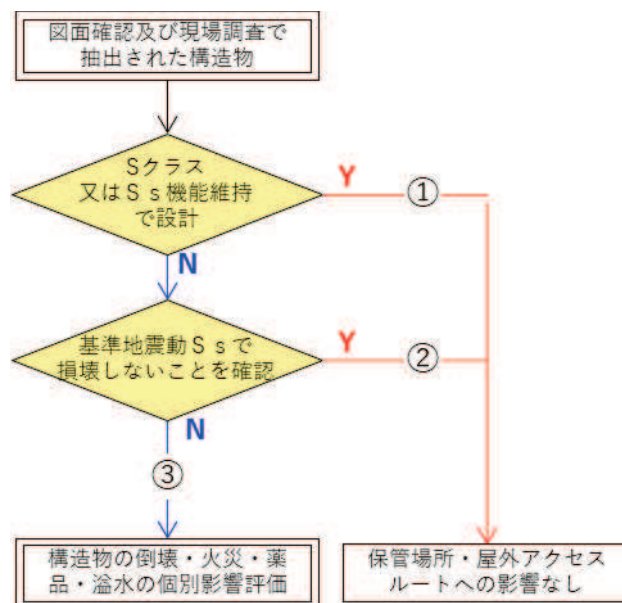 図面確認及び現場調査で
抽出された構造物
Sクラス
又はＳｓ機能維持
で設計
Y
①
N
基準地震動Ｓｓで
損壊しないことを確認
Y
②
N
③
構造物の倒壊・火災・薬
品・溢水の個別影響評価
保管場所・屋外アクセス
ルートへの影響なし